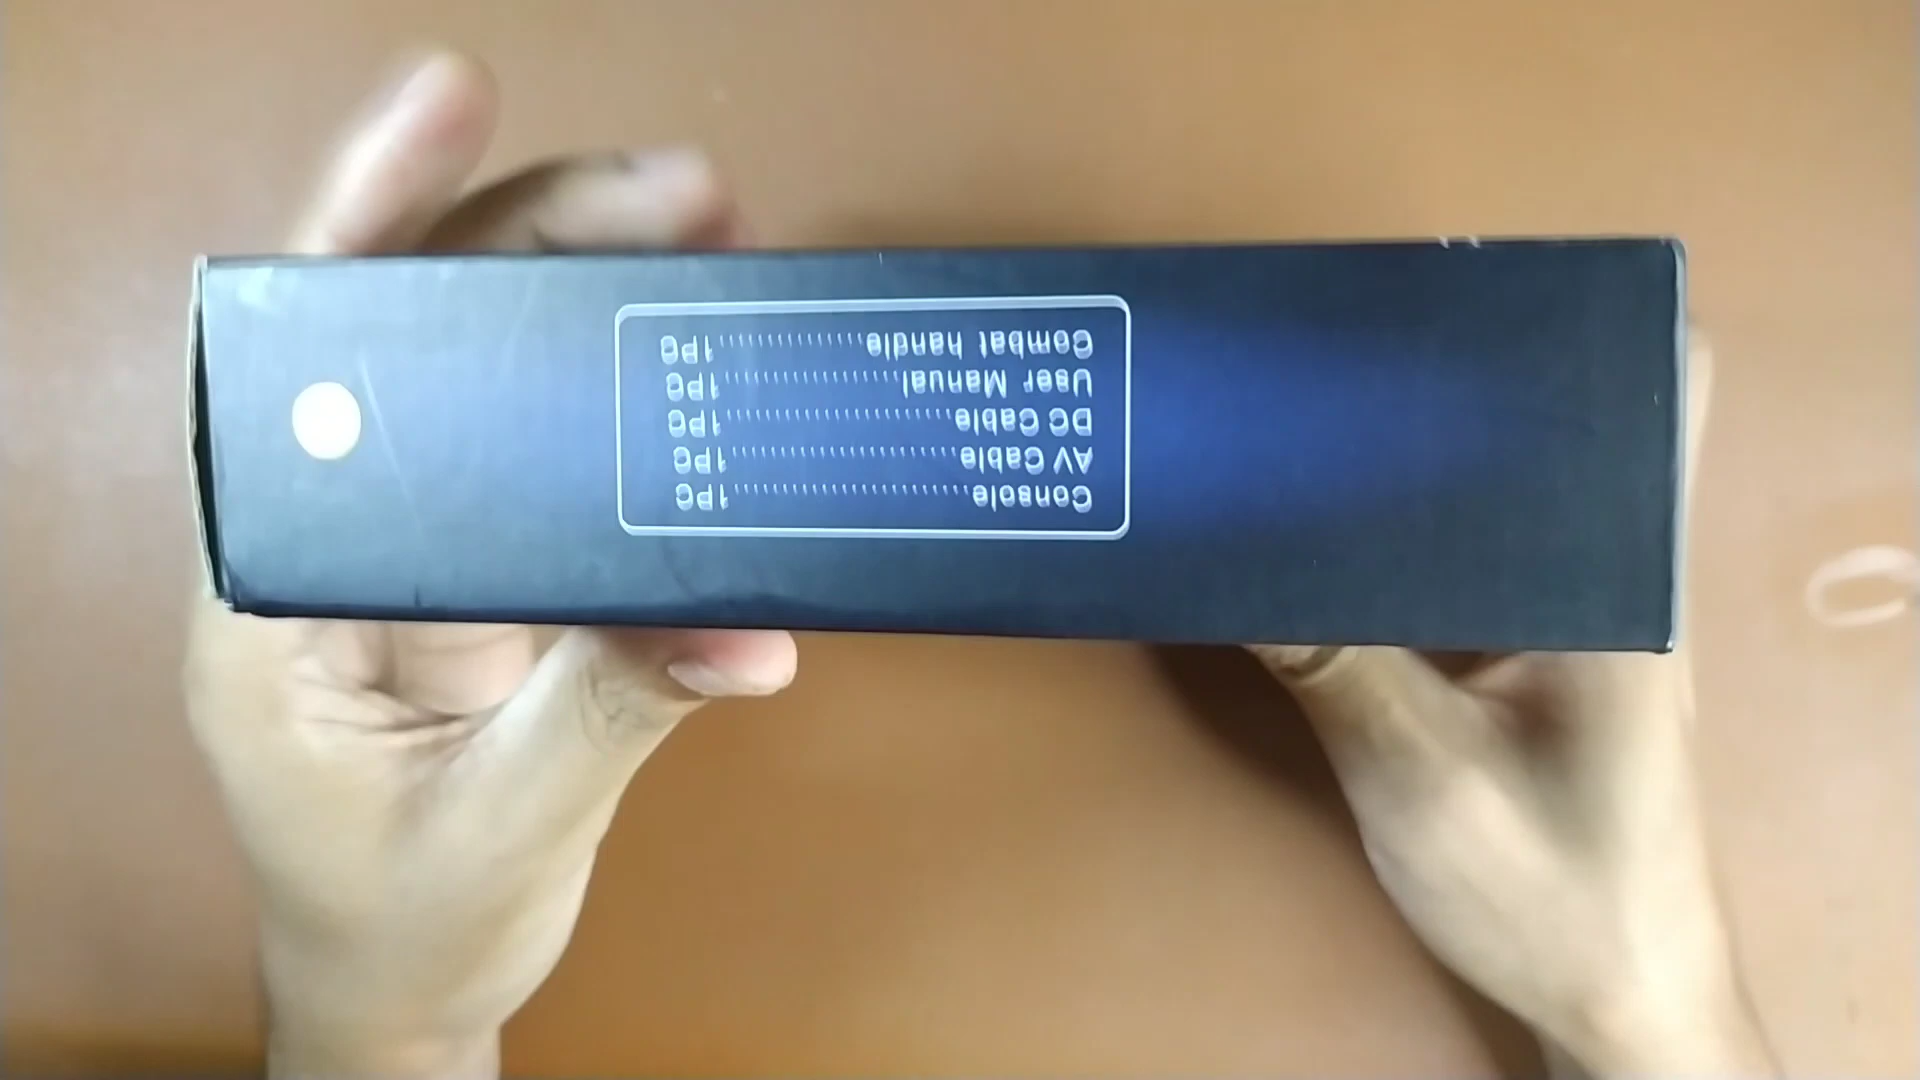 Console........................1PC
AV Cable.......................1PC
DC Cable.......................1PC
User Manual..................1PC
Combat handle...............1PC